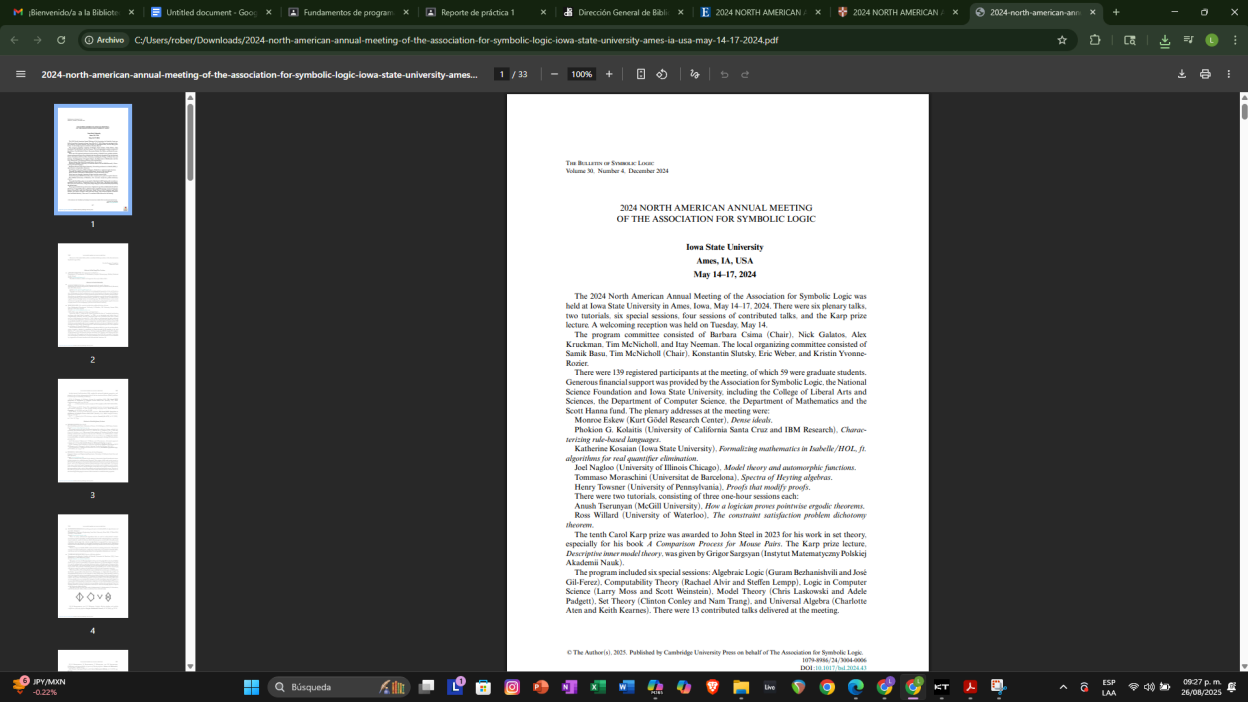 ¡Bienvenido/a a la Bibliote
Untitled document - Goog
Fundamentos de program
Reporte de práctica 1
Dirección General de Bibli
2024 NORTH AMERICAN A
2024 NORTH AMERICAN A
2024-north-american-ann
Archivo C:/Users/rober/Downloads/2024-north-american-annual-meeting-of-the-association-for-symbolic-logic-iowa-state-university-ames-ia-usa-may-14-17-2024.pdf
2024-north-american-annual-meeting-of-the-association-for-symbolic-logic-iowa-state-university-ames...
1 / 33
100%
1
2
3
4
THE BULLETIN OF SYMBOLIC LOGIC
Volume 30, Number 4, December 2024
2024 NORTH AMERICAN ANNUAL MEETING
OF THE ASSOCIATION FOR SYMBOLIC LOGIC
Iowa State University
Ames, IA, USA
May 14–17, 2024
The 2024 North American Annual Meeting of the Association for Symbolic Logic was
held at Iowa State University in Ames, Iowa, May 14–17, 2024. There were six plenary talks,
two tutorials, six special sessions, four sessions of contributed talks, and the Karp prize
lecture. A welcoming reception was held on Tuesday, May 14.
The program committee consisted of Barbara Csima (Chair), Nick Galatos, Alex
Kruckman, Tim McNicholl, and Itay Neeman. The local organizing committee consisted of
Samik Basu, Tim McNicholl (Chair), Konstantin Slutsky, Eric Weber, and Kristin Yvonne-
Rozier.
There were 139 registered participants at the meeting, of which 59 were graduate students.
Generous financial support was provided by the Association for Symbolic Logic, the National
Science Foundation and Iowa State University, including the College of Liberal Arts and
Sciences, the Department of Computer Science, the Department of Mathematics and the
Scott Hanna fund. The plenary addresses at the meeting were:
Monroe Eskew (Kurt Gödel Research Center), Dense ideals.
Phokion G. Kolaitis (University of California Santa Cruz and IBM Research), Charac-
terizing rule-based languages.
Katherine Kosaian (Iowa State University), Formalizing mathematics in Isabelle/HOL, ft.
algorithms for real quantifier elimination.
Joel Nagloo (University of Illinois Chicago), Model theory and automorphic functions.
Tommaso Moraschini (Universitat de Barcelona), Spectra of Heyting algebras.
Henry Towsner (University of Pennsylvania), Proofs that modify proofs.
There were two tutorials, consisting of three one-hour sessions each:
Anush Tserunyan (McGill University), How a logician proves pointwise ergodic theorems.
Ross Willard (University of Waterloo), The constraint satisfaction problem dichotomy
theorem.
The tenth Carol Karp prize was awarded to John Steel in 2023 for his work in set theory,
especially for his book A Comparison Process for Mouse Pairs. The Karp prize lecture,
Descriptive inner model theory, was given by Grigor Sargsyan (Instytut Matematyczny Polskiej
Akademii Nauk).
The program included six special sessions: Algebraic Logic (Guram Bezhanishvili and José
Gil-Ferez), Computability Theory (Rachael Alvir and Steffen Lempp), Logic in Computer
Science (Larry Moss and Scott Weinstein), Model Theory (Chris Laskowski and Adele
Padgett), Set Theory (Clinton Conley and Nam Trang), and Universal Algebra (Charlotte
Aten and Keith Kearnes). There were 13 contributed talks delivered at the meeting.
© The Author(s), 2025. Published by Cambridge University Press on behalf of The Association for Symbolic Logic.
1079-8986/24/3004-0006
DOI:10.1017/bsl.2024.43
6
JPY/MXN
-0.22%
Búsqueda
1
ESP
LAA
09:27 p. m.
26/08/2025